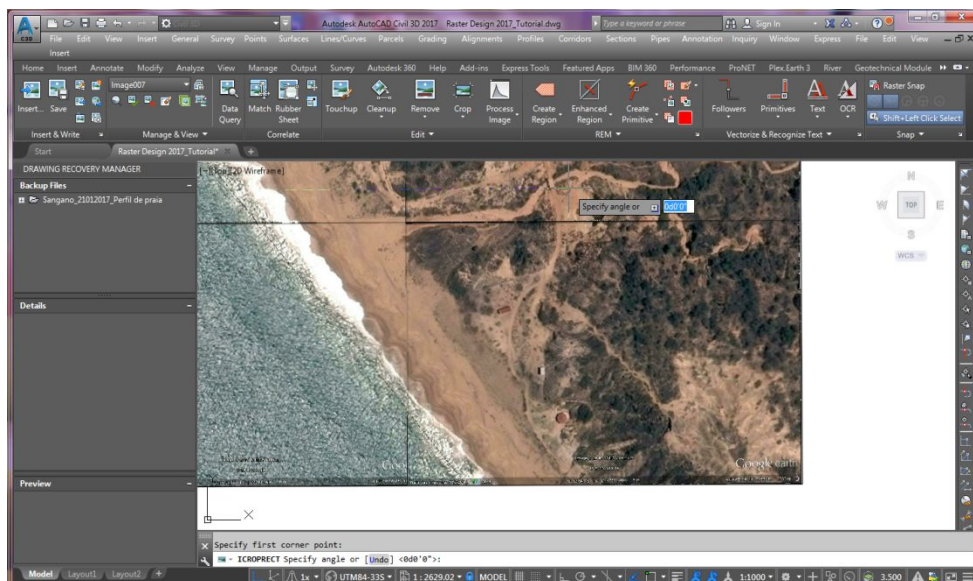 Autodesk AutoCAD Civil 3D 2017 Raster Design 2017_Tutorial.dwg
Type a keyword or phrase
Sign In
C3D
File Edit View Insert General Survey Points Surfaces Lines/Curves Parcels Grading Alignments Profiles Corridors Sections Pipes Annotation Inquiry Window Express File Edit View
Insert
Home Insert Annotate Modify Analyze View Manage Output Survey Autodesk 360 Help Add-ins Express Tools Featured Apps BIM 360 Performance ProNET Plex.Earth 3 River Geotechnical Module
Image007
Raster Snap
Insert... Save Data Query Match Rubber Sheet Touchup Cleanup Remove Crop Process Image Create Region Enhanced Region Create Primitive Followers Primitives Text OCR
Shift+Left Click Select
Insert & Write Manage & View Correlate Edit REM Vectorize & Recognize Text Snap
Start Raster Design 2017_Tutorial*
DRAWING RECOVERY MANAGER
Backup Files
Sangano_21012017_Perfil de praia
Details
Preview
2D Wireframe]
Specify angle or 0d0'0"
N
W TOP E
S
WCS
Google earth
Specify first corner point:
ICROPRECT Specify angle or [Undo] <0d0'0">:
Model Layout1 Layout2 +
1x UTM84-33S 1:2629.02 MODEL 1:1000 3.500